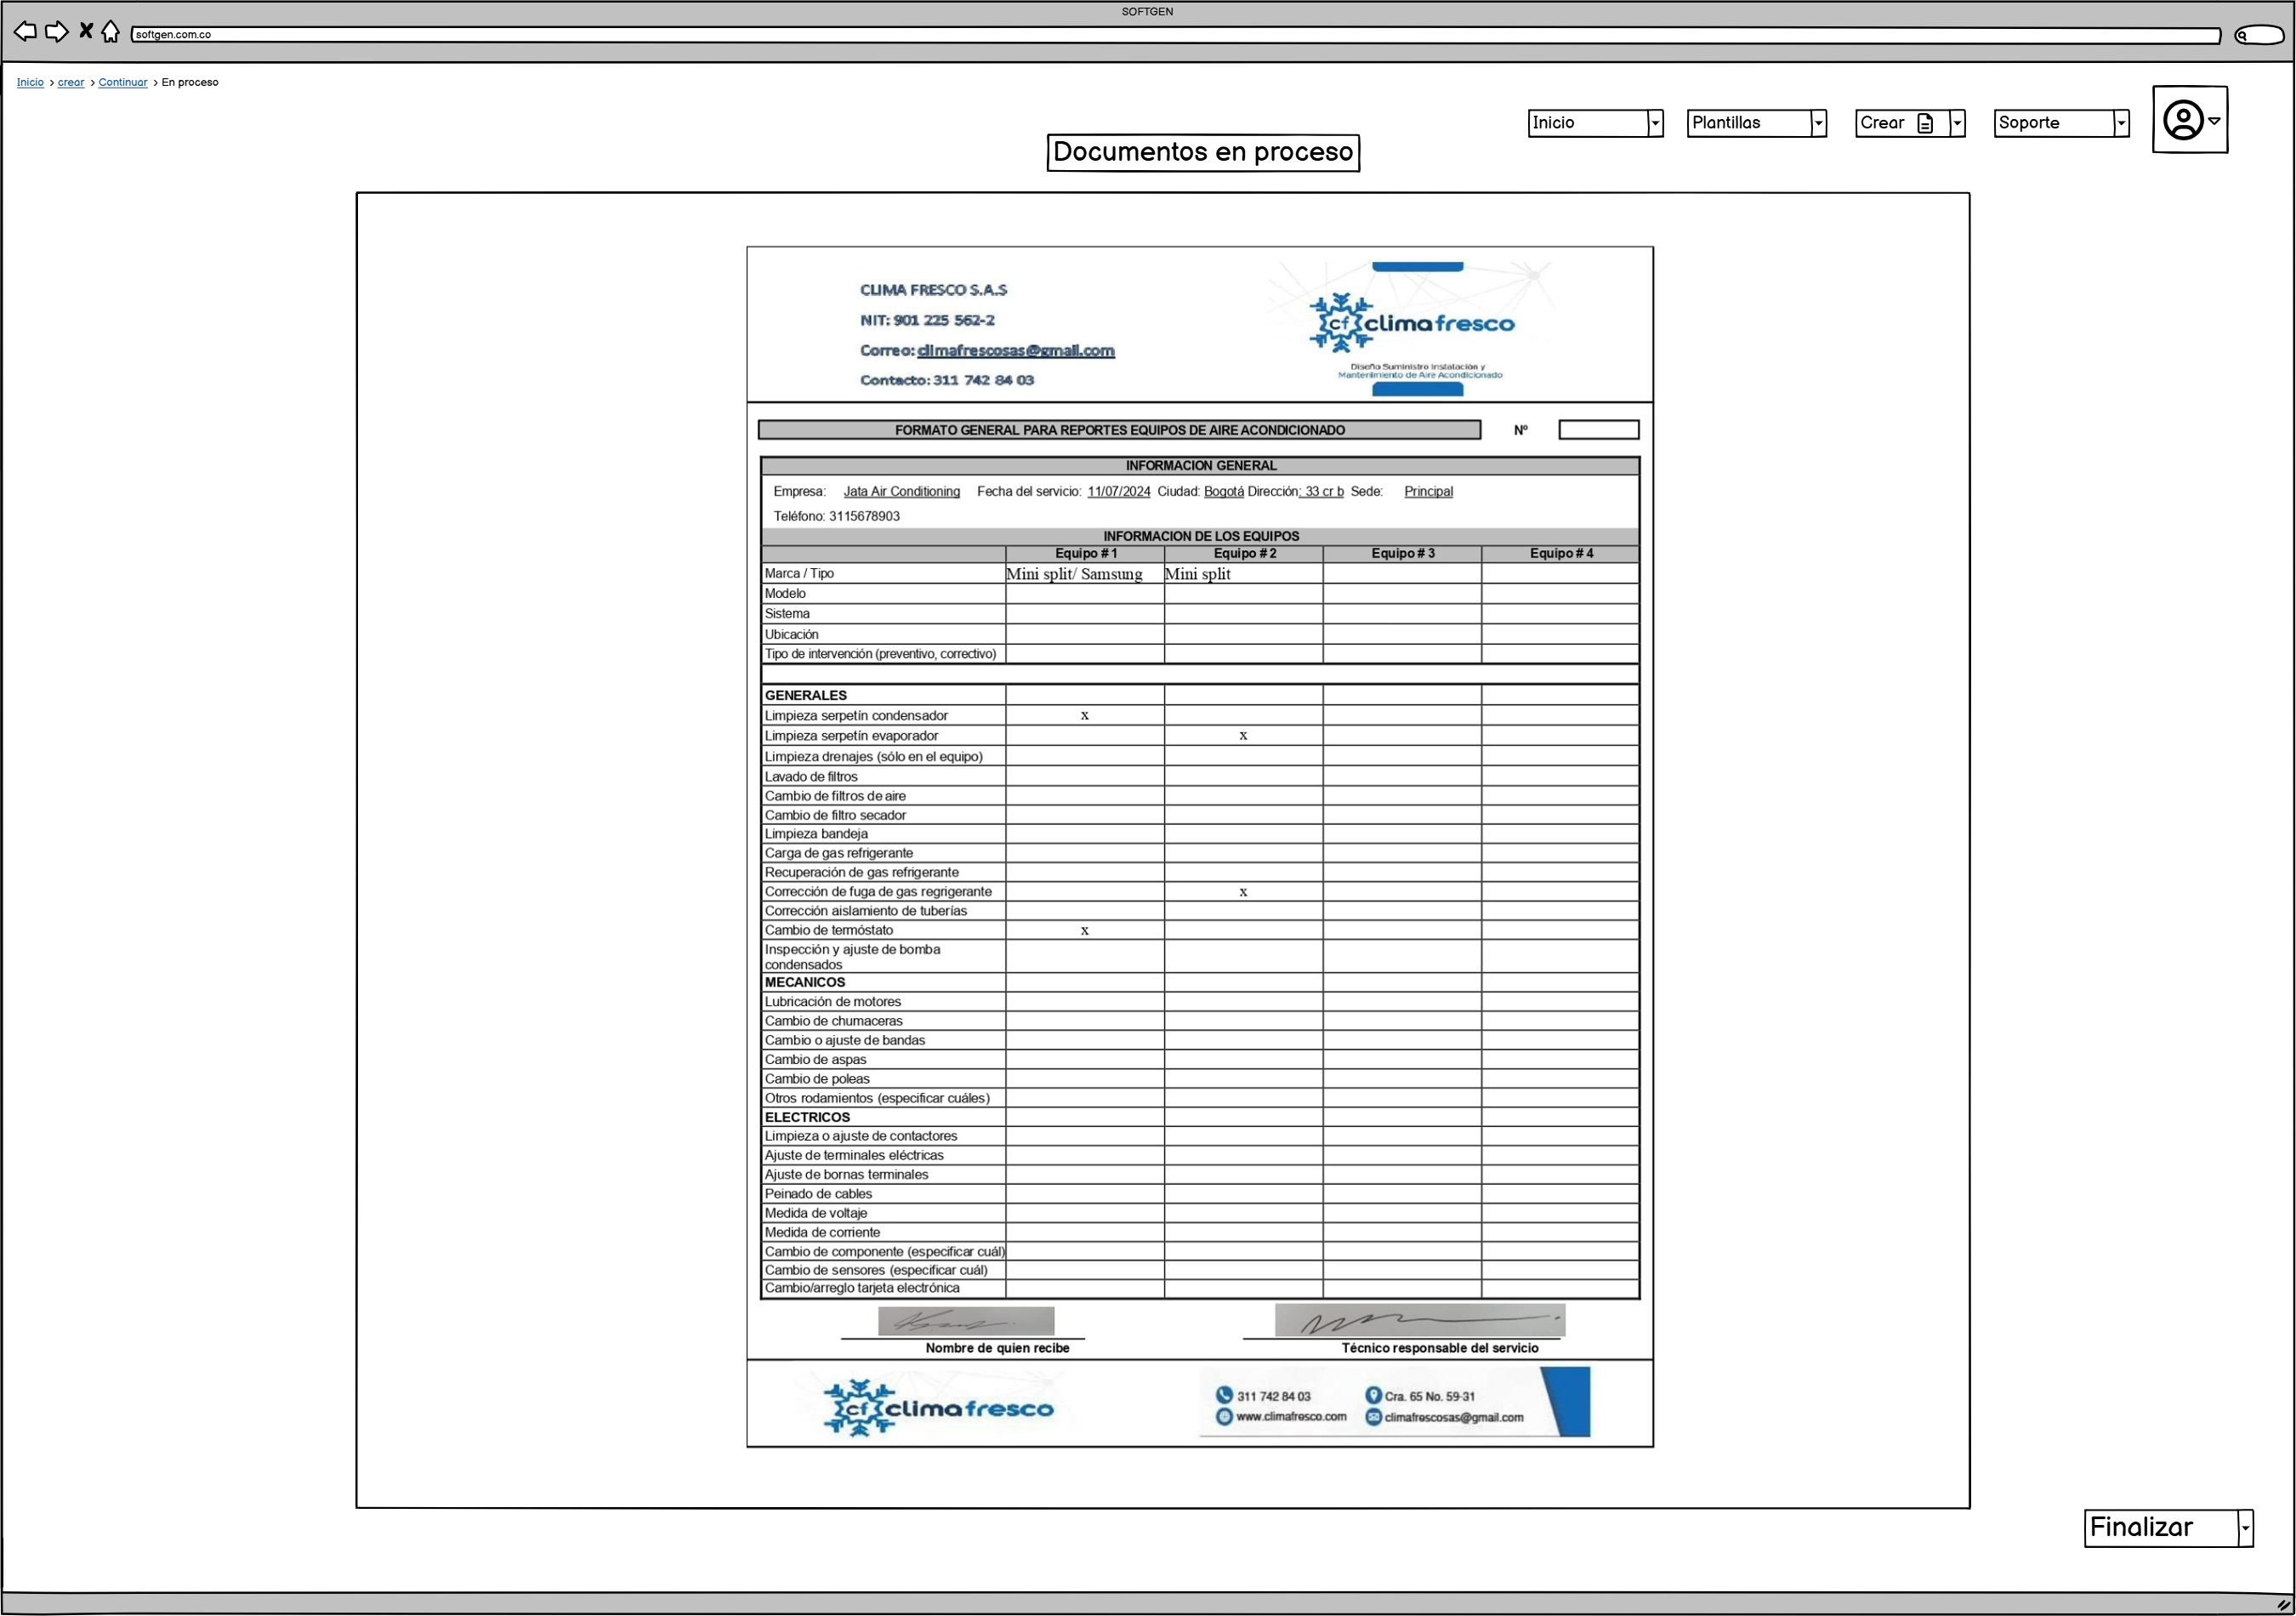 SOFTGEN
softgen.com.co
Inicio > crear > Continuar > En proceso
Inicio
Plantillas
Crear
Soporte
Documentos en proceso
CLIMA FRESCO S.A.S
NIT: 901 225 562-2
Correo: climafrescosas@gmail.com
Contacto: 311 742 84 03
cf climafresco
Diseño Suministro Instalación y
Mantenimiento de Aire Acondicionado
FORMATO GENERAL PARA REPORTES EQUIPOS DE AIRE ACONDICIONADO Nº
INFORMACION GENERAL
Empresa: Jata Air Conditioning Fecha del servicio: 11/07/2024 Ciudad: Bogotá Dirección: 33 cr b Sede: Principal
Teléfono: 3115678903
INFORMACION DE LOS EQUIPOS
Equipo # 1 Equipo # 2 Equipo # 3 Equipo # 4
Marca / Tipo Mini split/ Samsung Mini split
Modelo
Sistema
Ubicación
Tipo de intervención (preventivo, correctivo)
GENERALES
Limpieza serpetín condensador x
Limpieza serpetín evaporador x
Limpieza drenajes (sólo en el equipo)
Lavado de filtros
Cambio de filtros de aire
Cambio de filtro secador
Limpieza bandeja
Carga de gas refrigerante
Recuperación de gas refrigerante
Corrección de fuga de gas regrigerante x
Corrección aislamiento de tuberías
Cambio de termóstato x
Inspección y ajuste de bomba
condensados
MECANICOS
Lubricación de motores
Cambio de chumaceras
Cambio o ajuste de bandas
Cambio de aspas
Cambio de poleas
Otros rodamientos (especificar cuáles)
ELECTRICOS
Limpieza o ajuste de contactores
Ajuste de terminales eléctricas
Ajuste de bornas terminales
Peinado de cables
Medida de voltaje
Medida de corriente
Cambio de componente (especificar cuál)
Cambio de sensores (especificar cuál)
Cambio/arreglo tarjeta electrónica
Nombre de quien recibe Técnico responsable del servicio
cf climafresco
311 742 84 03 Cra. 65 No. 59-31
www.climafresco.com climafrescosas@gmail.com
Finalizar